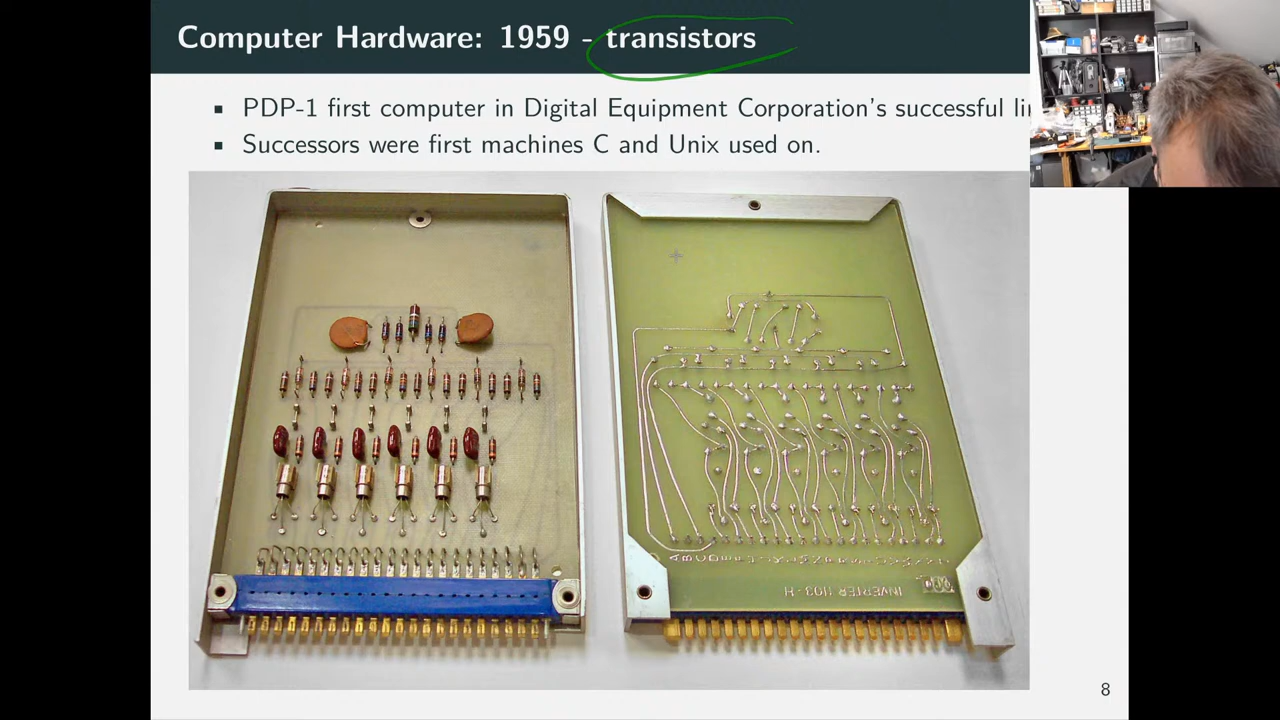 Computer Hardware: 1959 - transistors
▪ PDP-1 first computer in Digital Equipment Corporation's successful li
▪ Successors were first machines C and Unix used on.
INVERTER 1103-H
8